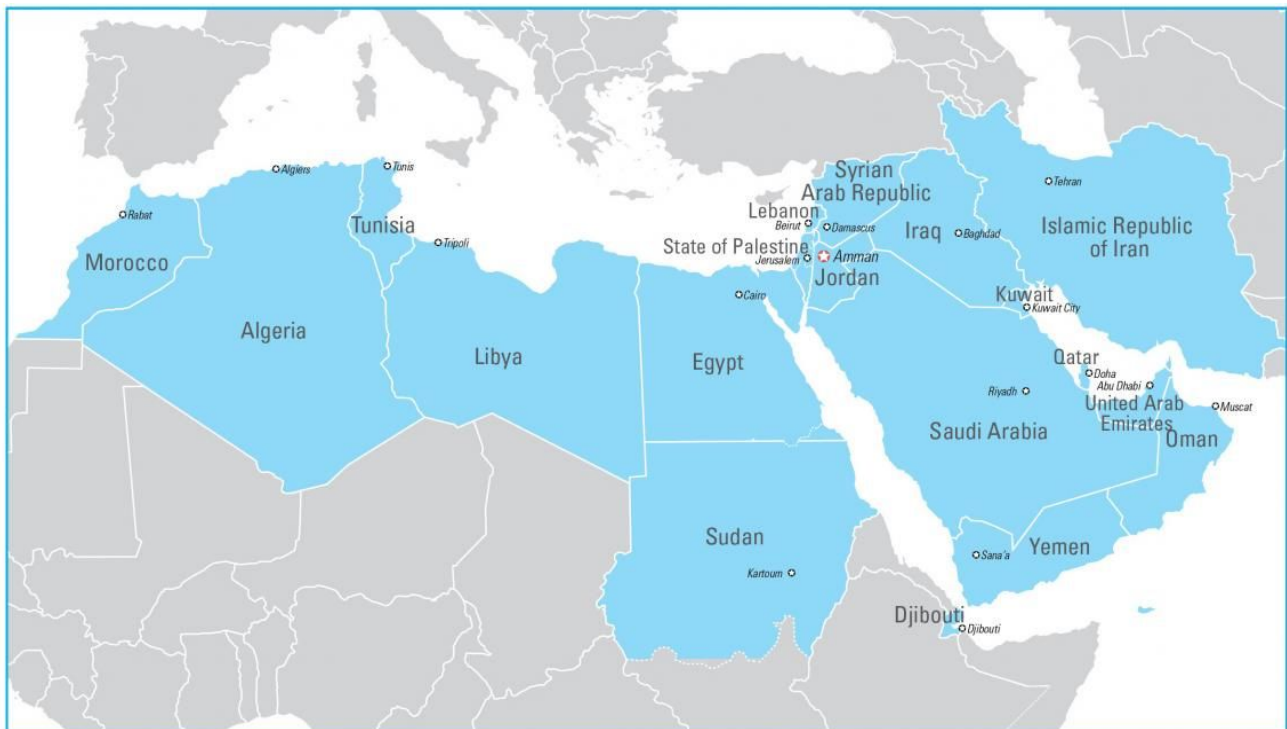 Algiers
Tunis
Rabat
Tunisia
Tripoli
Morocco
Algeria
Libya
Egypt
Cairo
Syrian
Arab Republic
Lebanon
Beirut
Damascus
State of Palestine
Jerusalem
Amman
Jordan
Iraq
Baghdad
Tehran
Islamic Republic
of Iran
Kuwait
Kuwait City
Qatar
Doha
Abu Dhabi
United Arab
Emirates
Muscat
Oman
Riyadh
Saudi Arabia
Sudan
Kartoum
Sana'a
Yemen
Djibouti
Djibouti